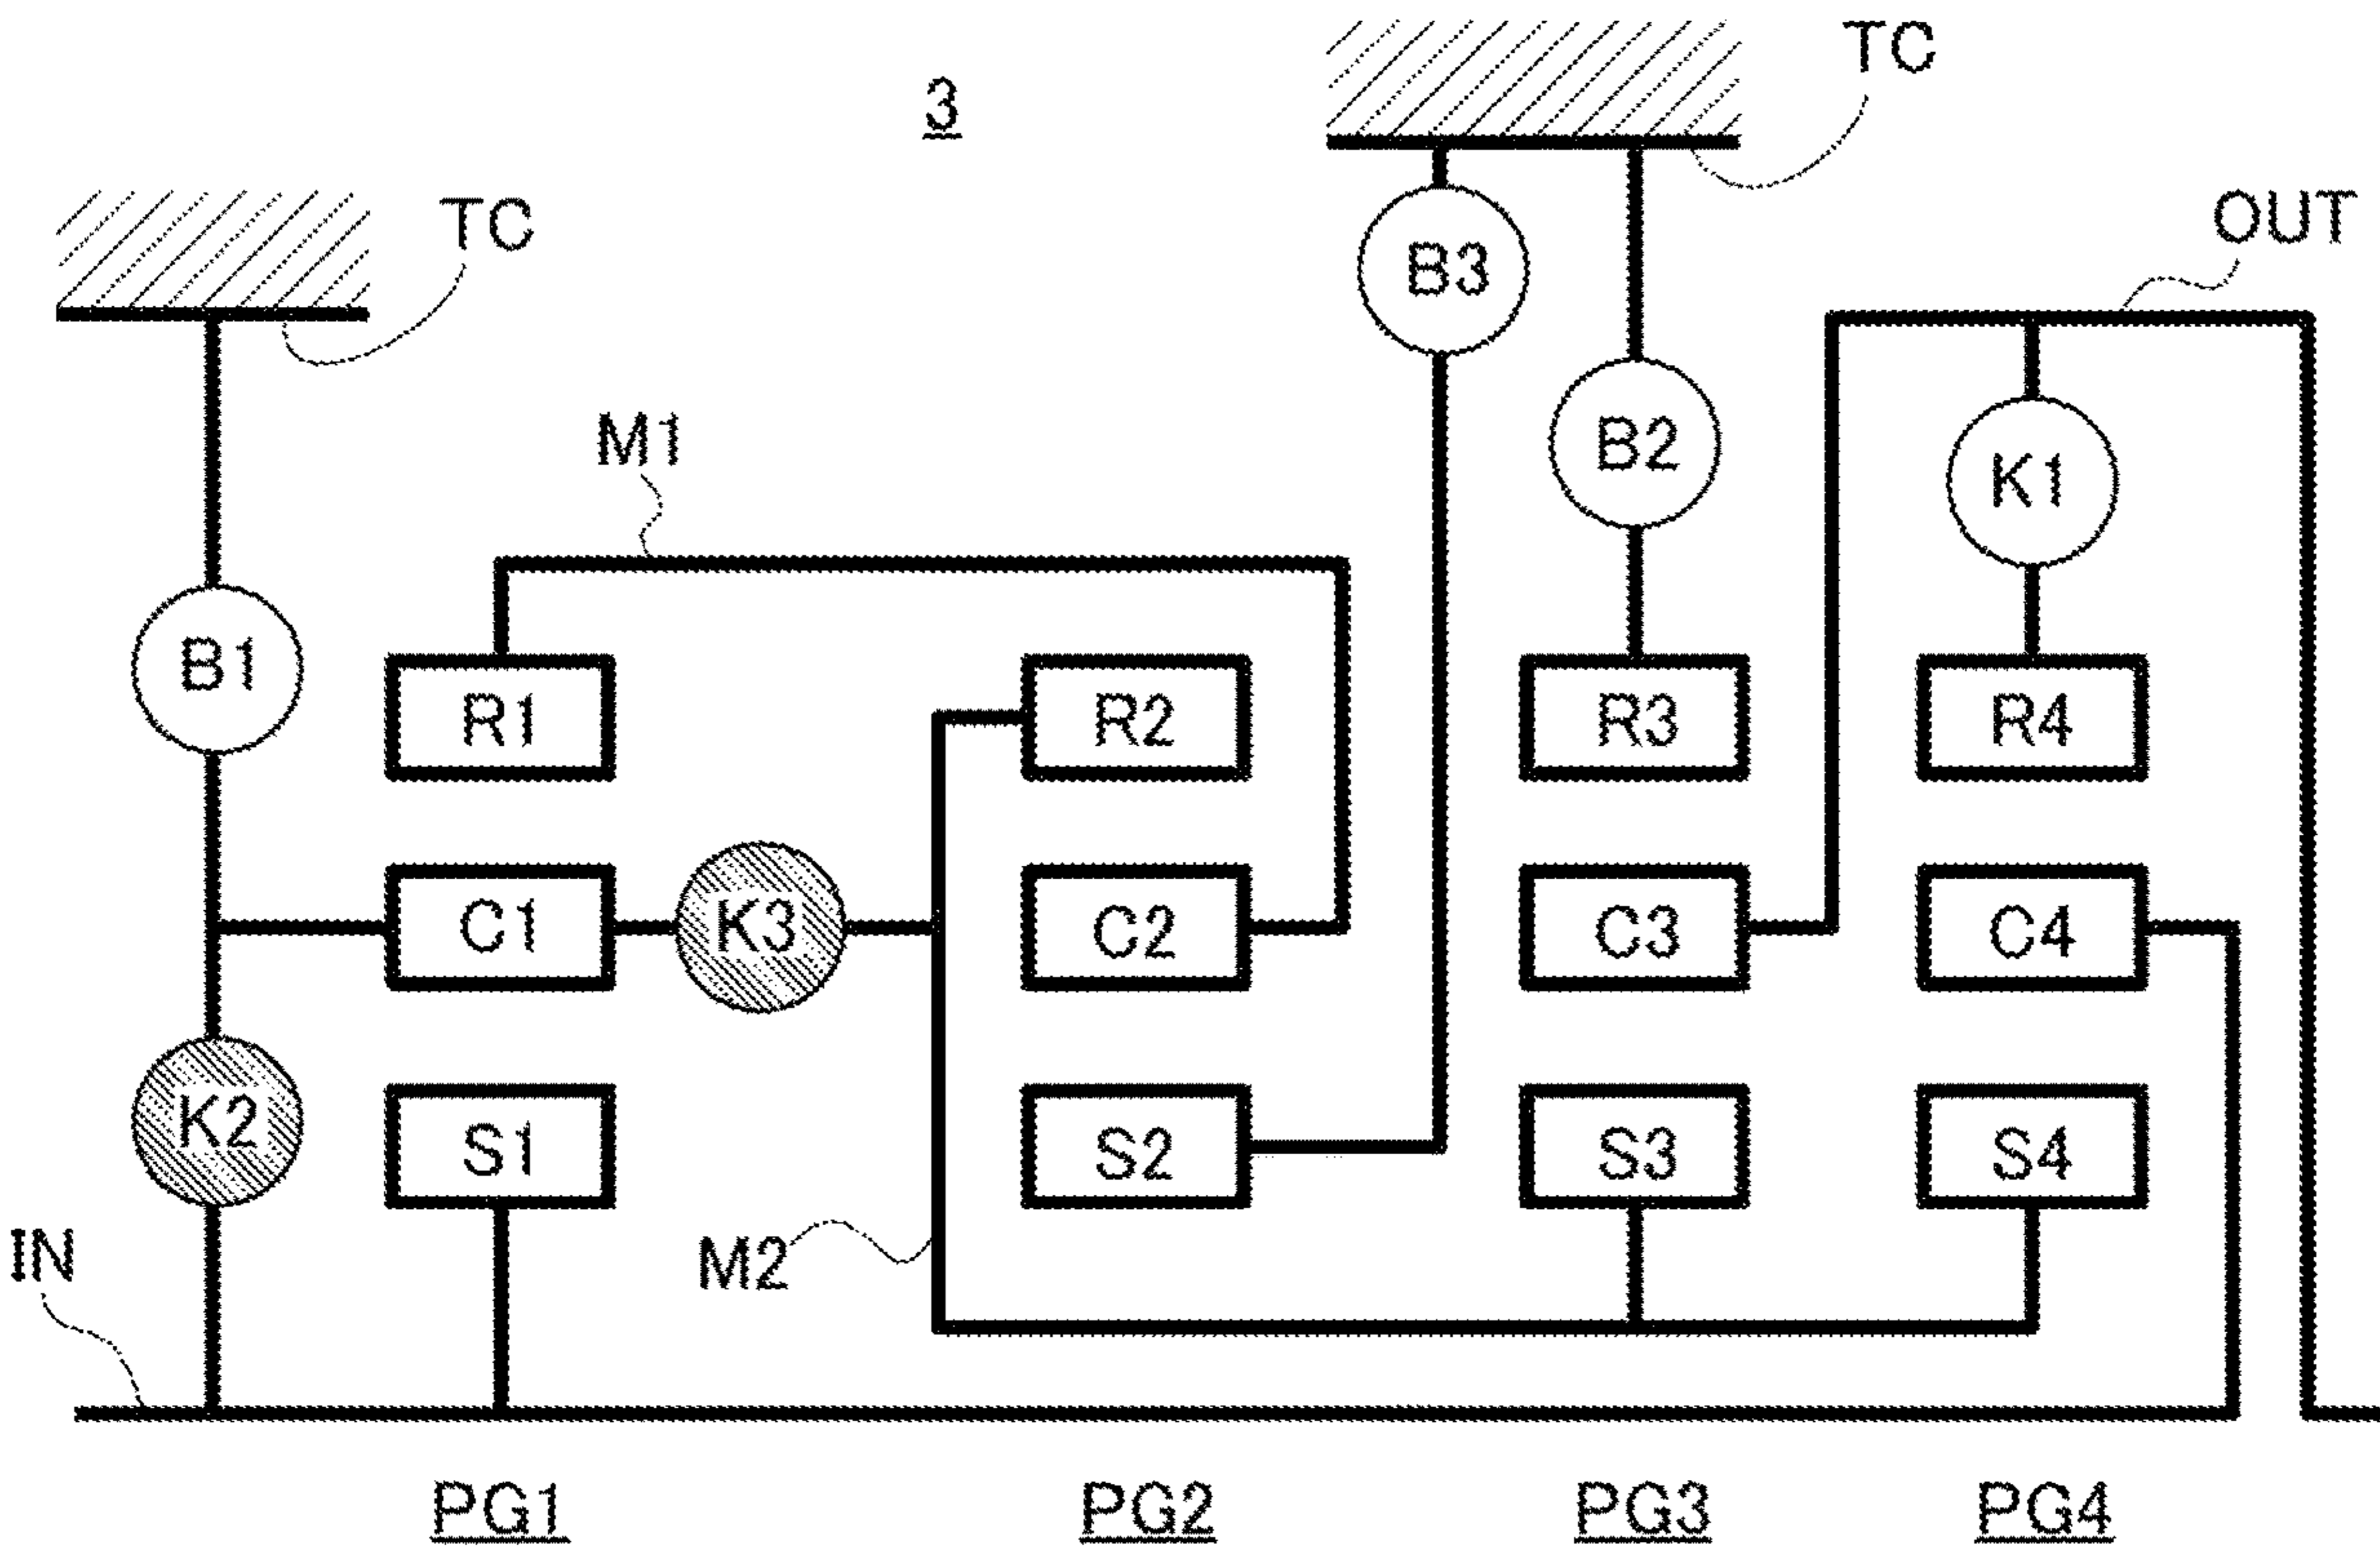 3
TC
TC
OUT
B3
M1
B2
K1
B1
R1
R2
R3
R4
C1
K3
C2
C3
C4
K2
S1
S2
S3
S4
IN
M2
PG1
PG2
PG3
PG4